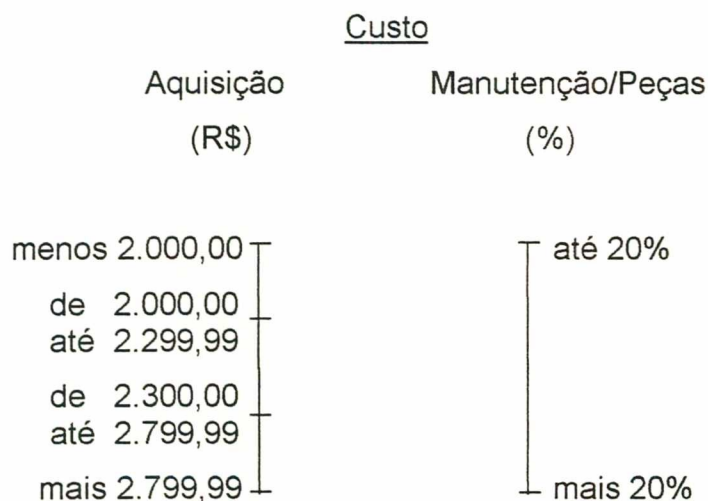 Custo
Aquisição Manutenção/Peças
(R$) (%)
menos 2.000,00 até 20%
de 2.000,00
até 2.299,99
de 2.300,00
até 2.799,99
mais 2.799,99 mais 20%